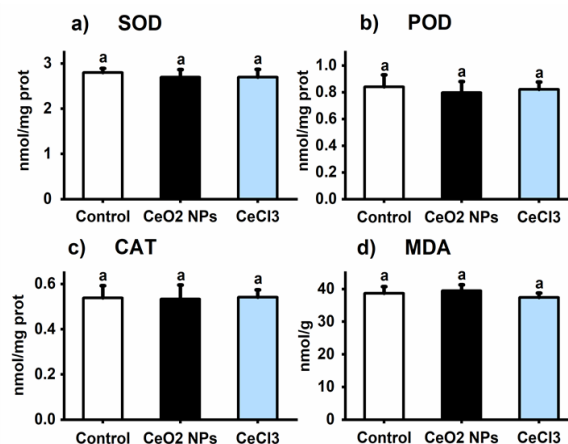 a) SOD
nmol/mg prot
3
2
1
0
a
a
a
Control
CeO2 NPs
CeCl3
b) POD
nmol/mg prot
1.0
0.8
0.6
0.4
0.2
0.0
a
a
a
Control
CeO2 NPs
CeCl3
c) CAT
nmol/mg prot
0.6
0.4
0.2
0.0
a
a
a
Control
CeO2 NPs
CeCl3
d) MDA
nmol/g
40
30
20
10
0
a
a
a
Control
CeO2 NPs
CeCl3